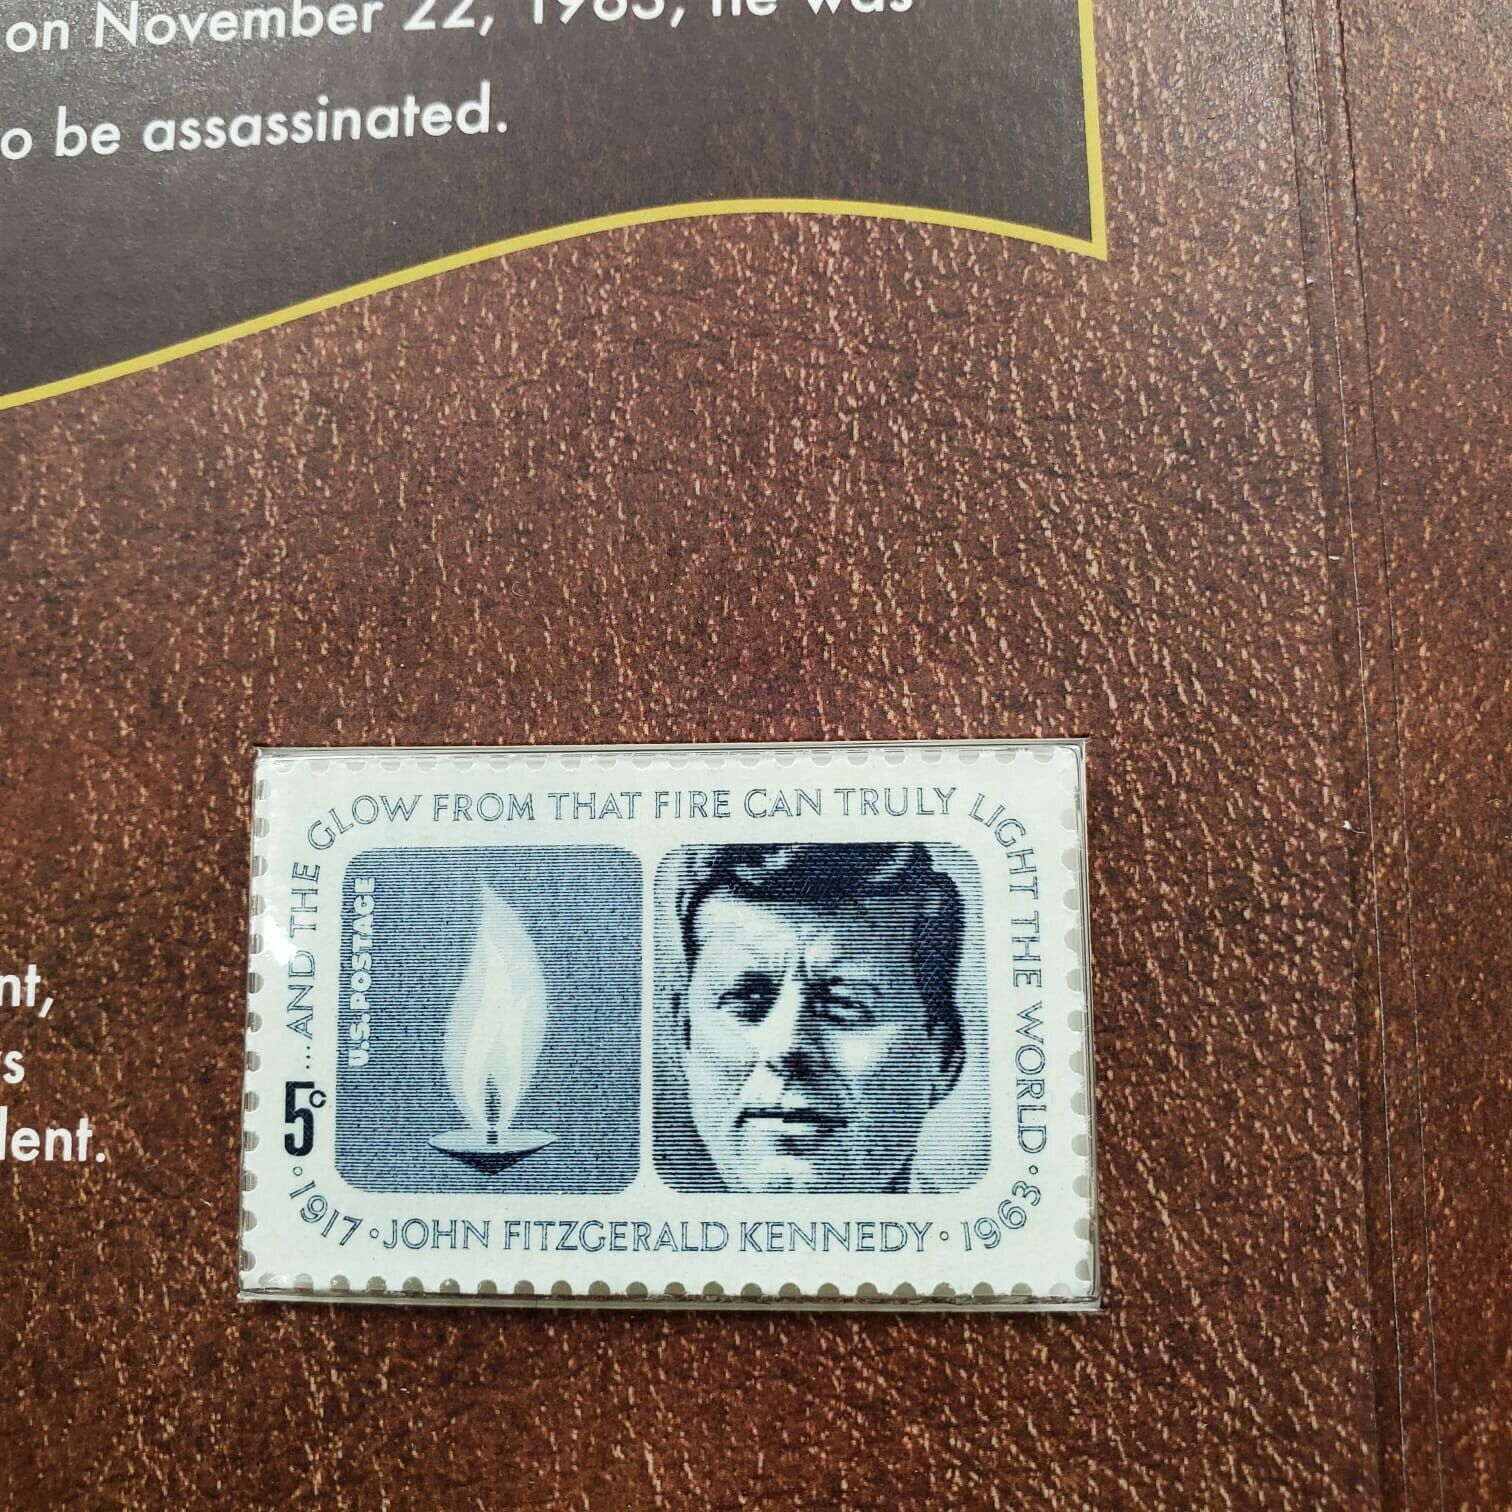 on November 22, 1963, he was
o be assassinated.
...AND THE GLOW FROM THAT FIRE CAN TRULY LIGHT THE WORLD
U.S. POSTAGE
5c
• 1917 • JOHN FITZGERALD KENNEDY • 1963 •
nt,
s
dent.